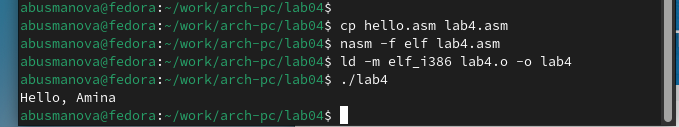 abusmanova@fedora:~/work/arch-pc/lab04$
abusmanova@fedora:~/work/arch-pc/lab04$ cp hello.asm lab4.asm
abusmanova@fedora:~/work/arch-pc/lab04$ nasm -f elf lab4.asm
abusmanova@fedora:~/work/arch-pc/lab04$ ld -m elf_i386 lab4.o -o lab4
abusmanova@fedora:~/work/arch-pc/lab04$ ./lab4
Hello, Amina
abusmanova@fedora:~/work/arch-pc/lab04$